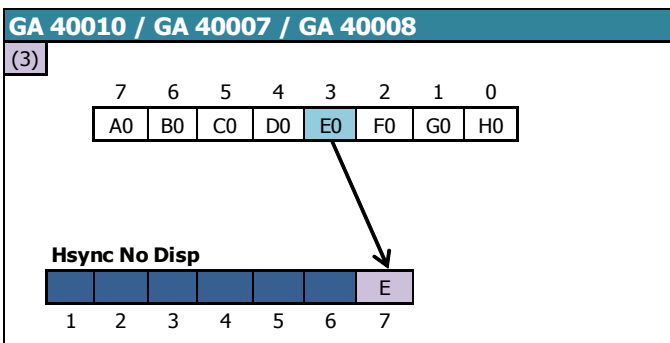 GA 40010 / GA 40007 / GA 40008
(3)
7 6 5 4 3 2 1 0
A0 B0 C0 D0 E0 F0 G0 H0
Hsync No Disp
E
1 2 3 4 5 6 7